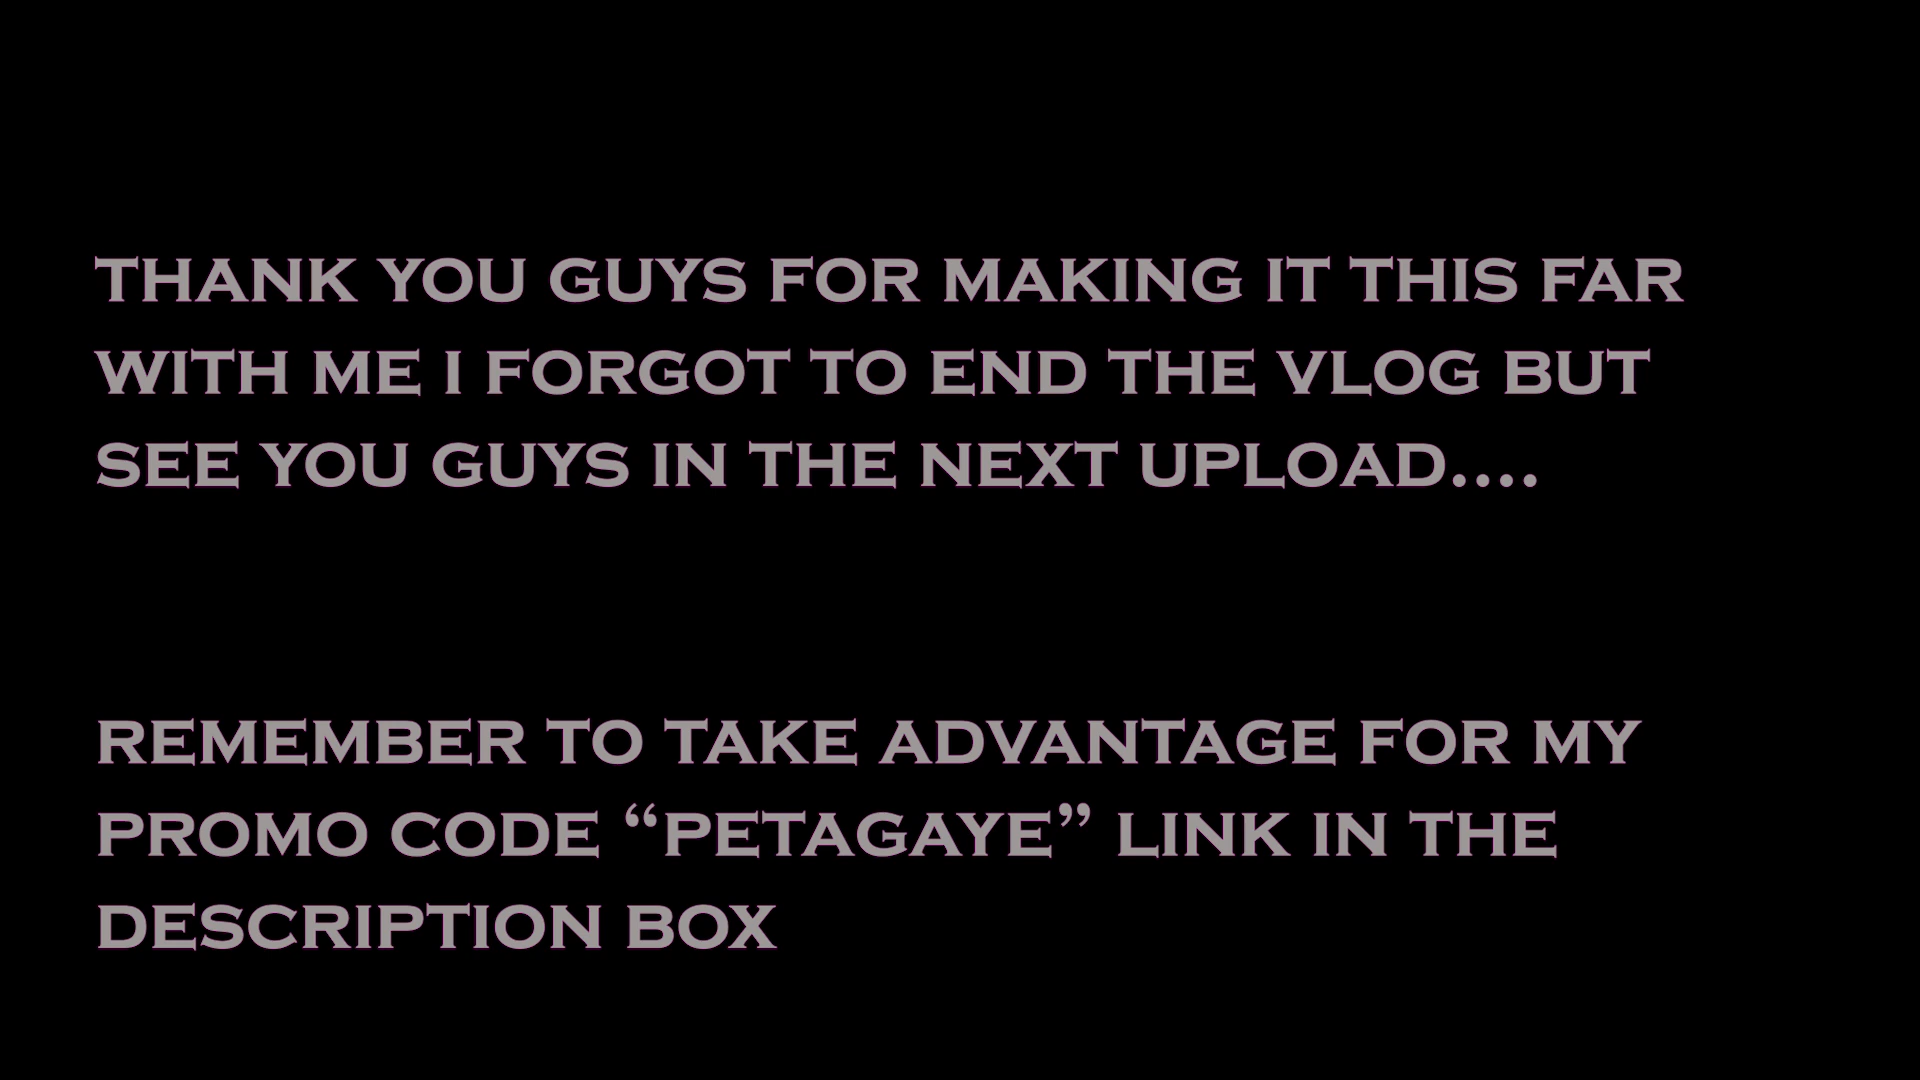 THANK YOU GUYS FOR MAKING IT THIS FAR
WITH ME I FORGOT TO END THE VLOG BUT
SEE YOU GUYS IN THE NEXT UPLOAD....
REMEMBER TO TAKE ADVANTAGE FOR MY
PROMO CODE “PETAGAYE” LINK IN THE
DESCRIPTION BOX